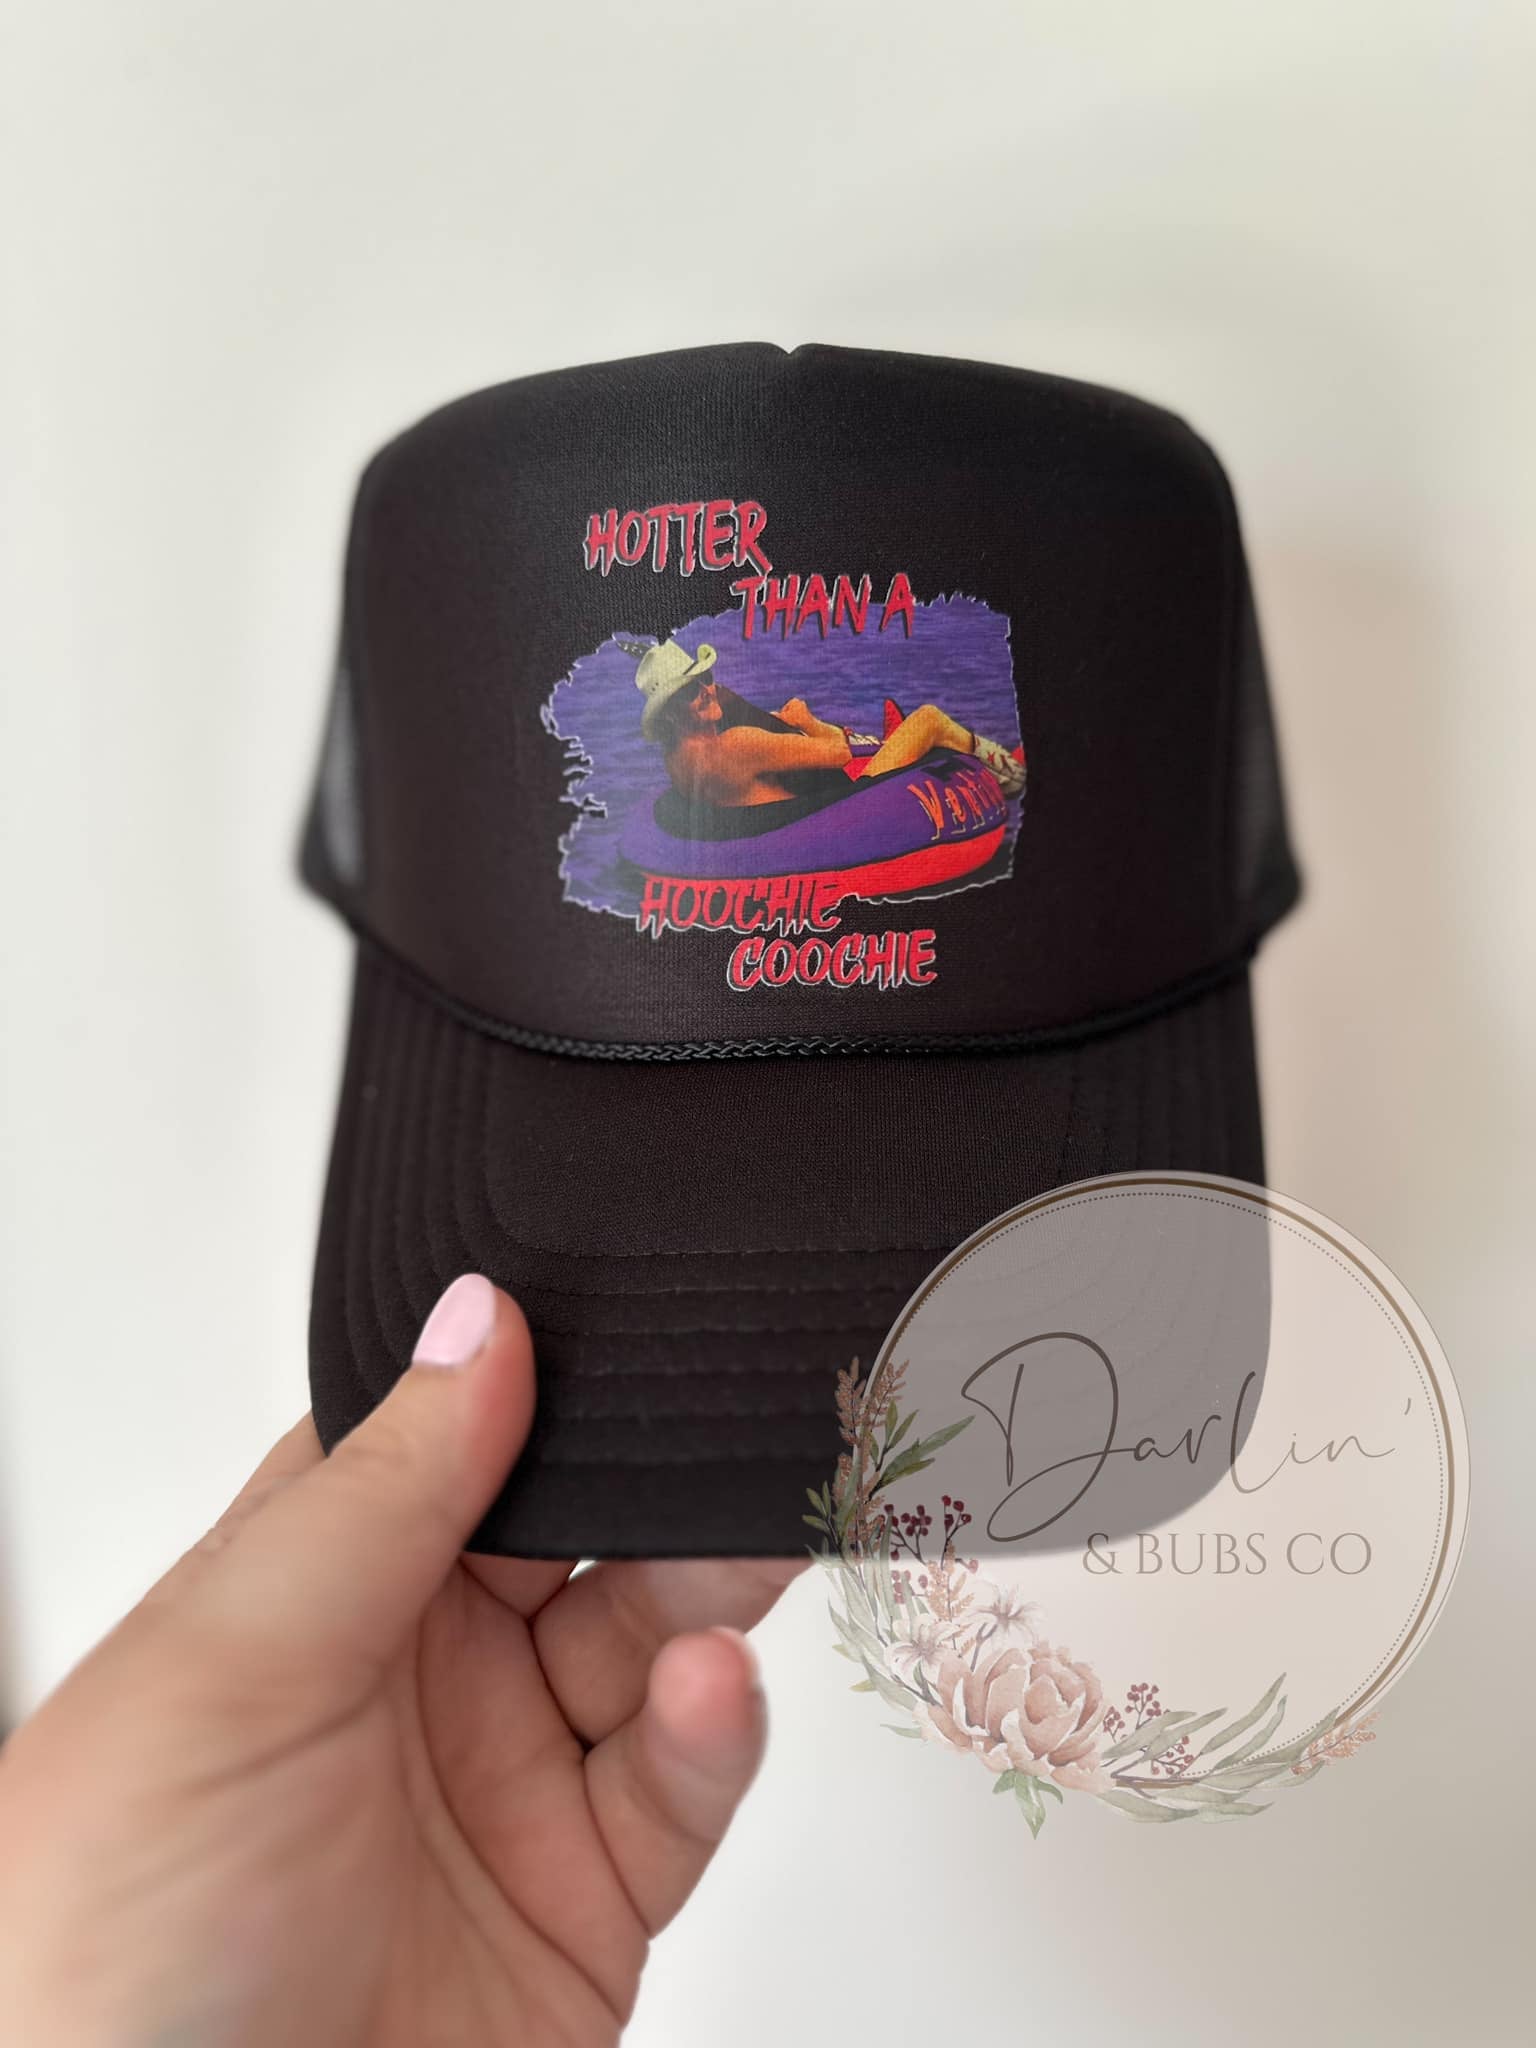 HOTTER
THAN A
HOOCHIE
COOCHIE
Darlin'
& BUBS CO